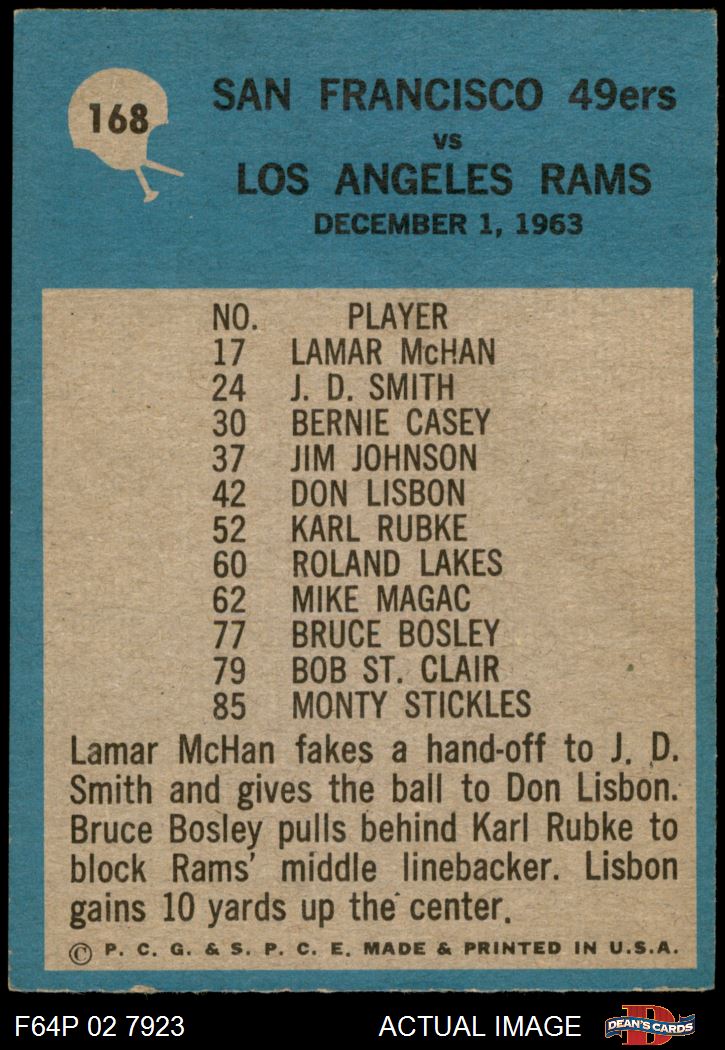 168
SAN FRANCISCO 49ers
vs
LOS ANGELES RAMS
DECEMBER 1, 1963
NO. PLAYER
17 LAMAR McHAN
24 J. D. SMITH
30 BERNIE CASEY
37 JIM JOHNSON
42 DON LISBON
52 KARL RUBKE
60 ROLAND LAKES
62 MIKE MAGAC
77 BRUCE BOSLEY
79 BOB ST. CLAIR
85 MONTY STICKLES
Lamar McHan fakes a hand-off to J. D.
Smith and gives the ball to Don Lisbon.
Bruce Bosley pulls behind Karl Rubke to
block Rams' middle linebacker. Lisbon
gains 10 yards up the center.
© P. C. G. & S. P. C. E. MADE & PRINTED IN U.S.A.
F64P 02 7923 ACTUAL IMAGE
D
DEAN'S CARDS